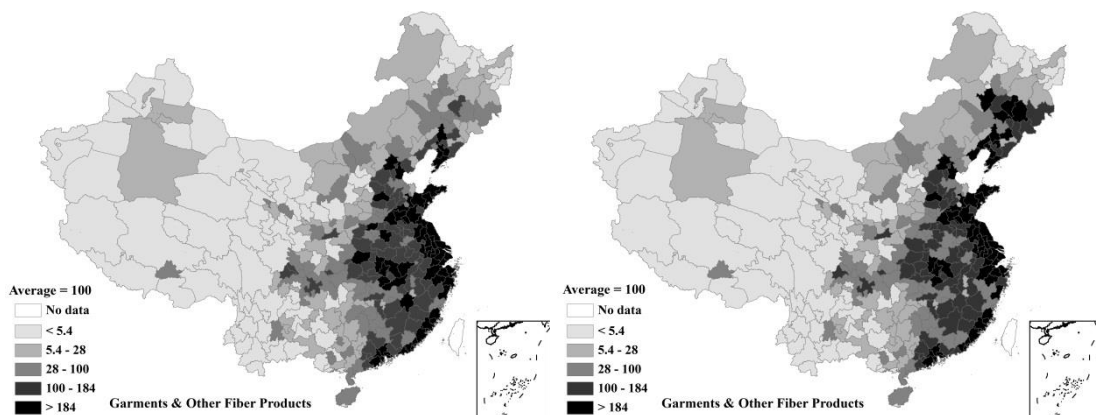 Average = 100
No data
< 5.4
5.4 - 28
28 - 100
100 - 184
> 184
Garments & Other Fiber Products
Average = 100
No data
< 5.4
5.4 - 28
28 - 100
100 - 184
> 184
Garments & Other Fiber Products